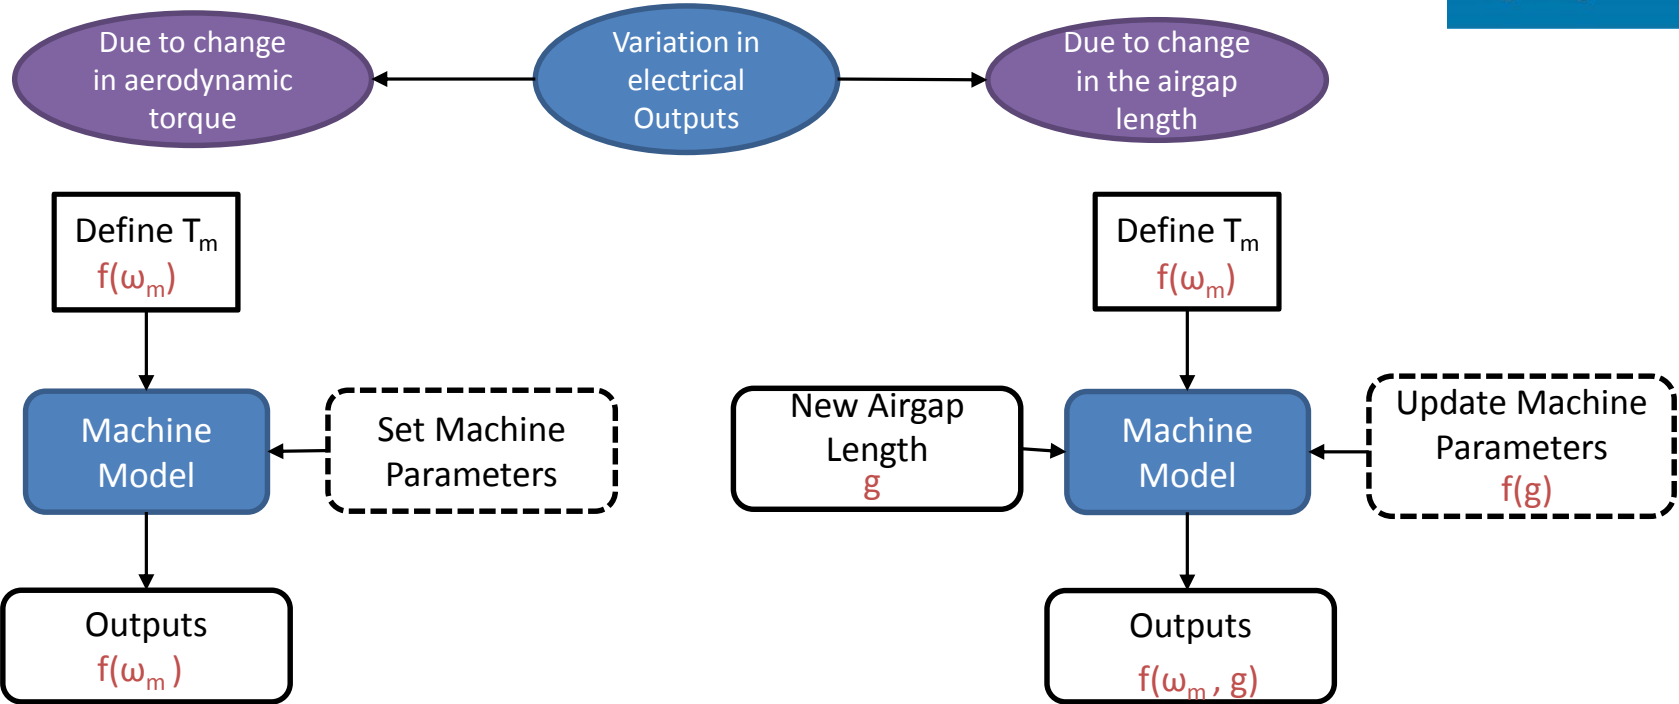 Due to change
in aerodynamic
torque
Variation in
electrical
Outputs
Due to change
in the airgap
length
Define Tₘ
f(ωₘ)
Define Tₘ
f(ωₘ)
Machine
Model
Set Machine
Parameters
New Airgap
Length
g
Machine
Model
Update Machine
Parameters
f(g)
Outputs
f(ωₘ )
Outputs
f(ωₘ , g)